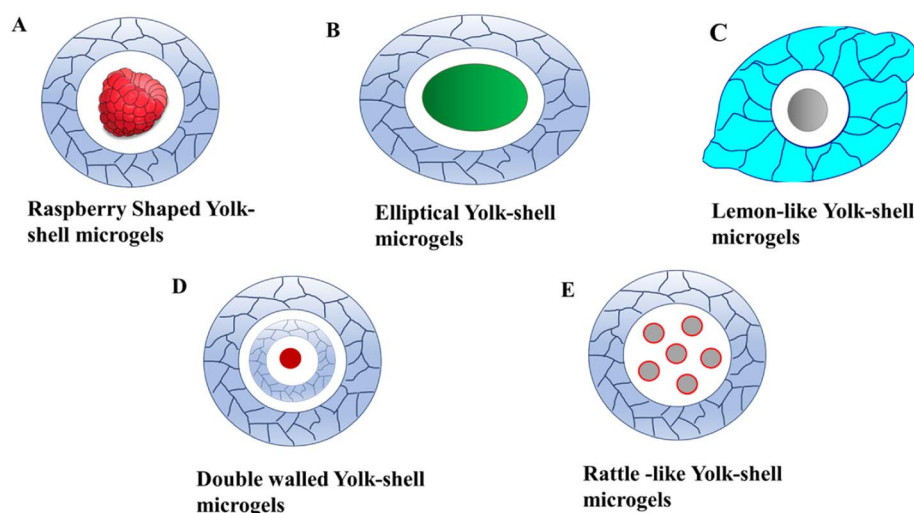 A
B
C
Raspberry Shaped Yolk-
shell microgels
Elliptical Yolk-shell
microgels
Lemon-like Yolk-shell
microgels
D
E
Double walled Yolk-shell
microgels
Rattle -like Yolk-shell
microgels